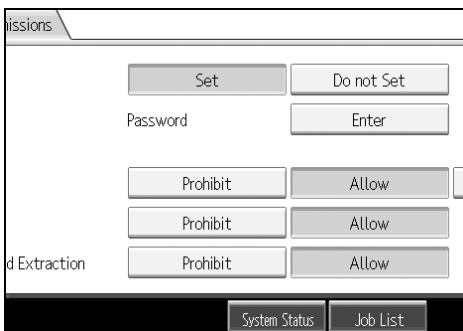 issions
Set Do not Set
Password Enter
Prohibit Allow
Prohibit Allow
d Extraction Prohibit Allow
System Status Job List